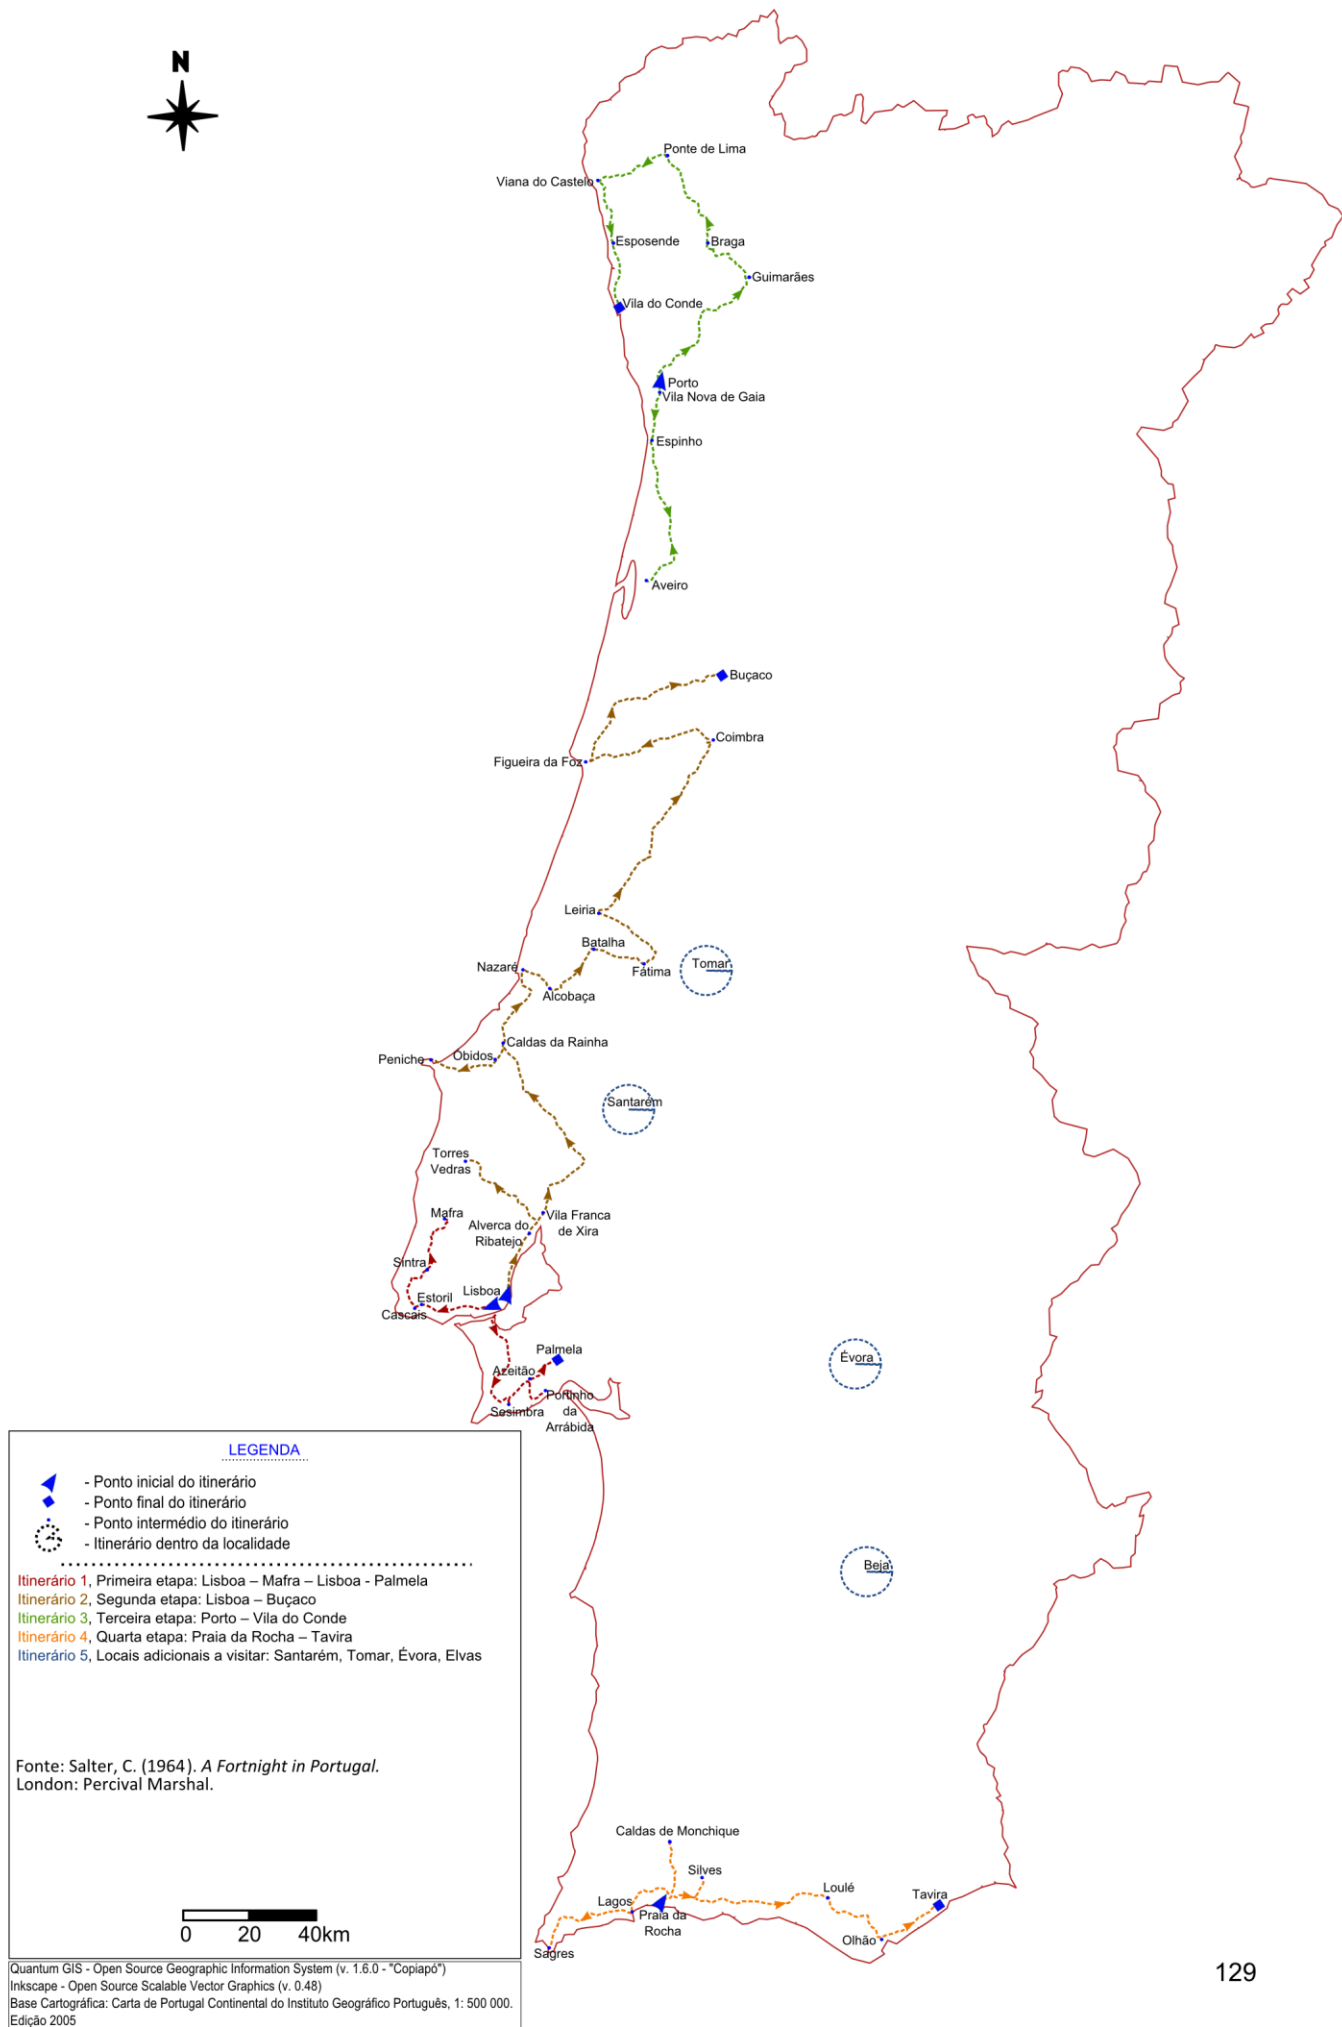 N
Ponte de Lima
Viana do Castelo
Esposende
Braga
Guimarães
Vila do Conde
Porto
Vila Nova de Gaia
Espinho
Aveiro
Buçaco
Coimbra
Figueira da Foz
Leiria
Batalha
Fátima
Tomar
Nazaré
Alcobaça
Caldas da Rainha
Peniche
Óbidos
Santarém
Torres
Vedras
Mafra
Vila Franca
de Xira
Alverca do
Ribatejo
Sintra
Lisboa
Estoril
Cascais
Palmela
Azeitão
Portinho
da
Arrábida
Sesimbra
Évora
Beja
LEGENDA
- Ponto inicial do itinerário
- Ponto final do itinerário
- Ponto intermédio do itinerário
- Itinerário dentro da localidade
Itinerário 1, Primeira etapa: Lisboa – Mafra – Lisboa - Palmela
Itinerário 2, Segunda etapa: Lisboa – Buçaco
Itinerário 3, Terceira etapa: Porto – Vila do Conde
Itinerário 4, Quarta etapa: Praia da Rocha – Tavira
Itinerário 5, Locais adicionais a visitar: Santarém, Tomar, Évora, Elvas
Fonte: Salter, C. (1964). A Fortnight in Portugal.
London: Percival Marshal.
0 20 40km
Caldas de Monchique
Silves
Loulé
Tavira
Lagos
Praia da
Rocha
Olhão
Sagres
Quantum GIS - Open Source Geographic Information System (v. 1.6.0 - "Copiapó")
Inkscape - Open Source Scalable Vector Graphics (v. 0.48)
Base Cartográfica: Carta de Portugal Continental do Instituto Geográfico Português, 1: 500 000.
Edição 2005
129